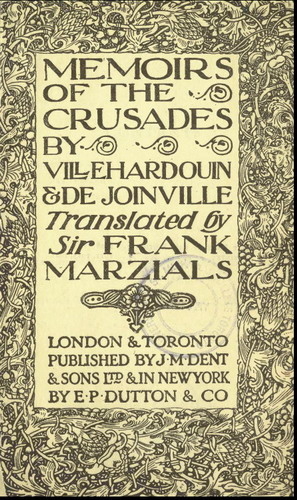 MEMOIRS
OF THE
CRUSADES
BY
VILLEHARDOUIN
& DE JOINVILLE
Translated by
Sir FRANK
MARZIALS
LONDON & TORONTO
PUBLISHED BY J·M·DENT
& SONS LTD & IN NEW YORK
BY E·P·DUTTON & CO